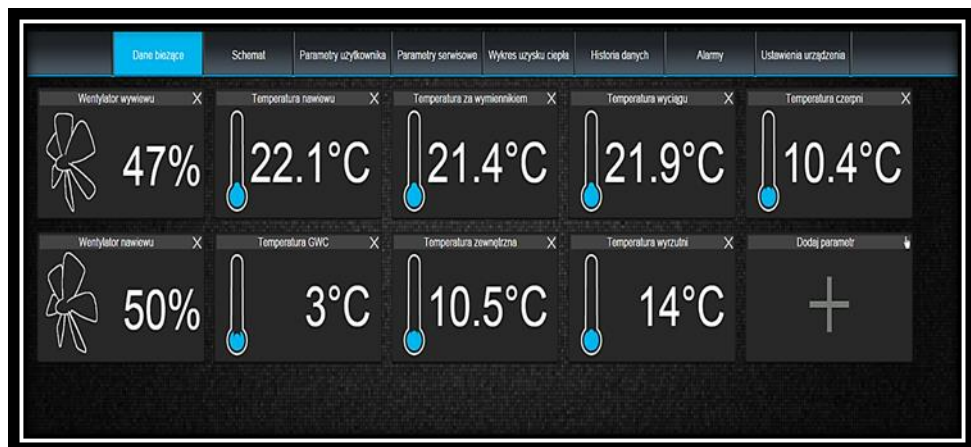 Dane bieżące Schemat Parametry użytkownika Parametry serwisowe Wykres uzysku ciepła Historia danych Alarmy Ustawienia urządzenia
Wentylator wywiewu X Temperatura nawiewu X Temperatura za wymiennikiem X Temperatura wyciągu X Temperatura czerpni X
47% 22.1°C 21.4°C 21.9°C 10.4°C
Wentylator nawiewu X Temperatura GWC X Temperatura zewnętrzna X Temperatura wyrzutni X Dodaj parametr
50% 3°C 10.5°C 14°C